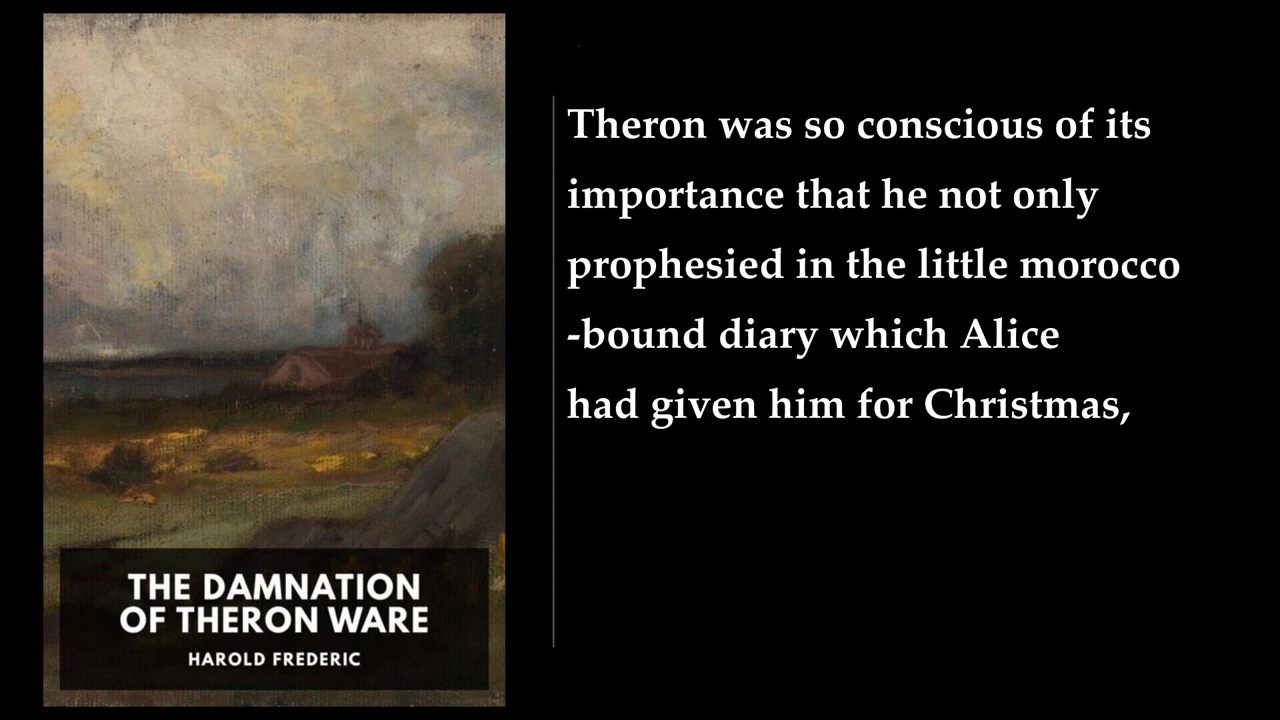 Theron was so conscious of its
importance that he not only
prophesied in the little morocco
-bound diary which Alice
had given him for Christmas,
THE DAMNATION
OF THERON WARE
HAROLD FREDERIC